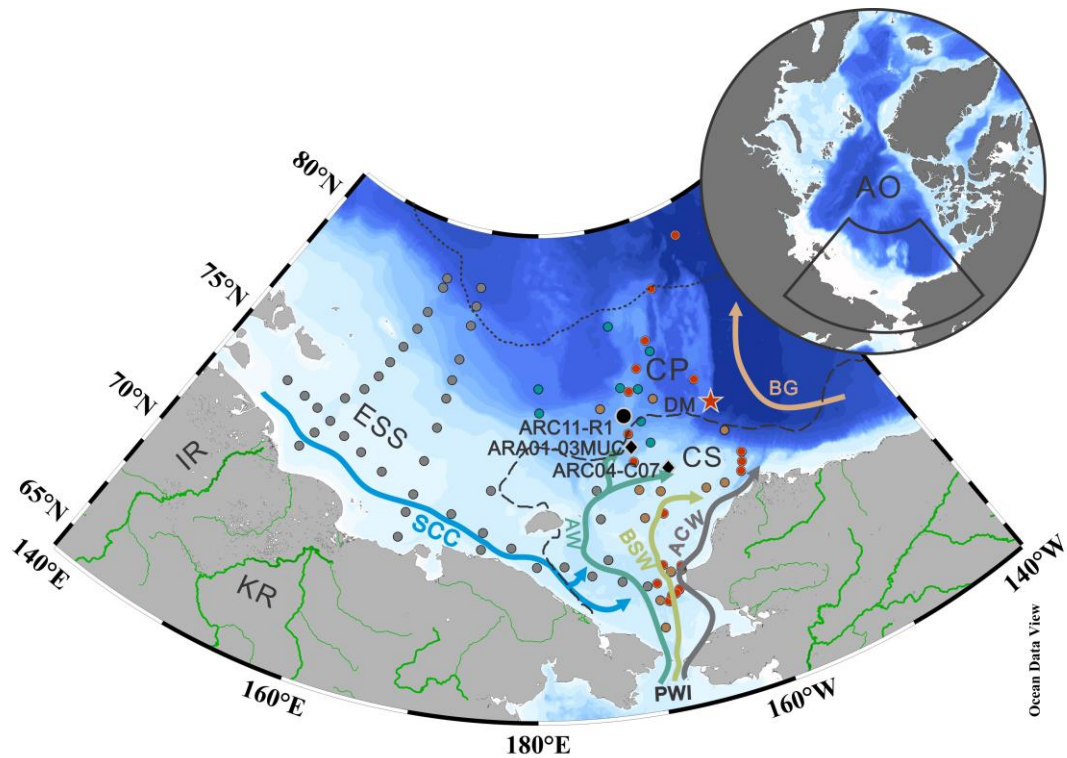 AO
80°N
75°N
70°N
65°N
140°E
160°E
180°E
160°W
140°W
CP
BG
DM
ARC11-R1
ARA01-03MUC
ARC04-C07
CS
ESS
IR
KR
SCC
AW
BSW
ACW
PWI
Ocean Data View